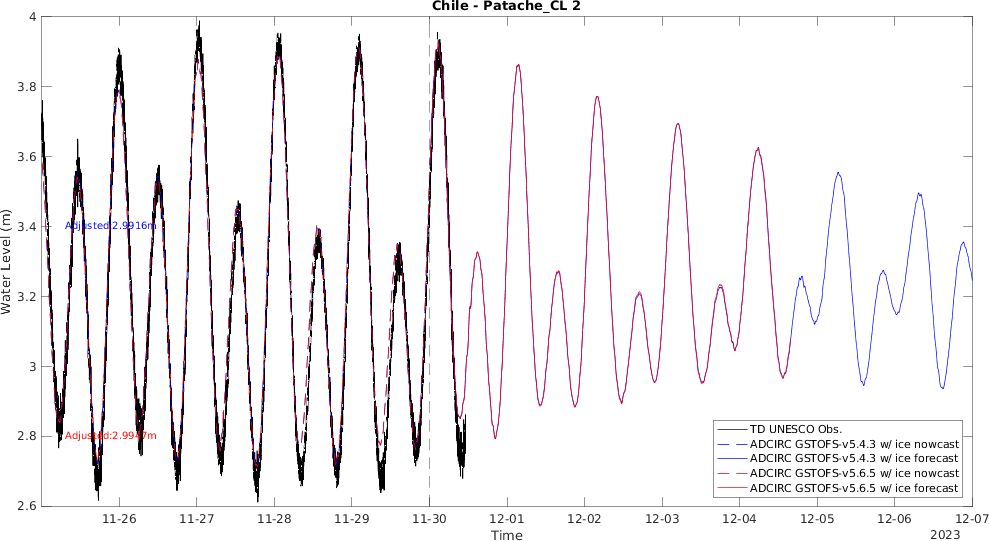 Chile - Patache_CL 2
Water Level (m)
4
3.8
3.6
3.4
3.2
3
2.8
2.6
Adjusted:2.9916m
Adjusted:2.9947m
TD UNESCO Obs.
ADCIRC GSTOFS-v5.4.3 w/ ice nowcast
ADCIRC GSTOFS-v5.4.3 w/ ice forecast
ADCIRC GSTOFS-v5.6.5 w/ ice nowcast
ADCIRC GSTOFS-v5.6.5 w/ ice forecast
11-26 11-27 11-28 11-29 11-30 12-01 12-02 12-03 12-04 12-05 12-06 12-07
Time
2023